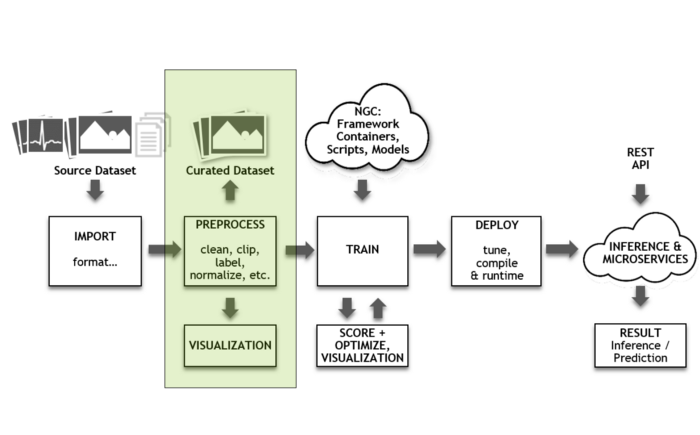 NGC:
Framework
Containers,
Scripts, Models
Source Dataset
Curated Dataset
REST
API
IMPORT
format...
PREPROCESS
clean, clip,
label,
normalize, etc.
TRAIN
DEPLOY
tune,
compile
& runtime
INFERENCE &
MICROSERVICES
VISUALIZATION
SCORE +
OPTIMIZE,
VISUALIZATION
RESULT
Inference /
Prediction